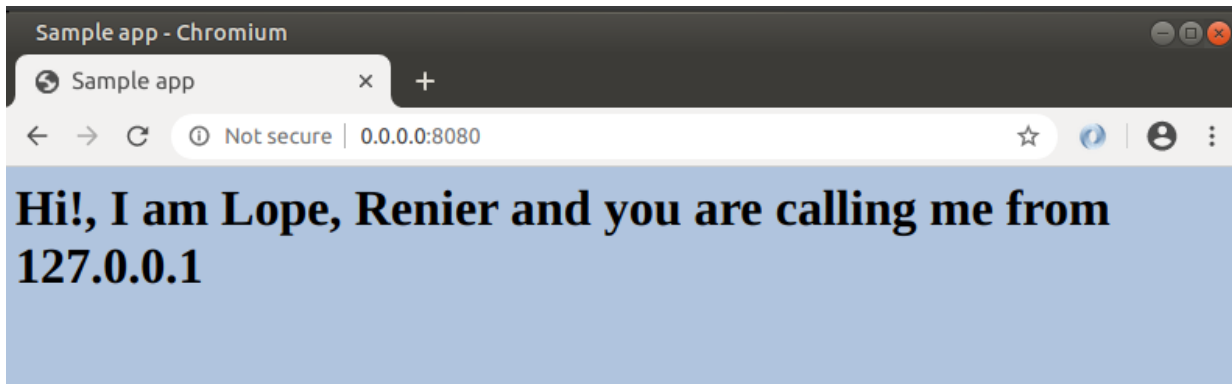 Sample app - Chromium
Sample app
Not secure 0.0.0.0:8080
Hi!, I am Lope, Renier and you are calling me from
127.0.0.1